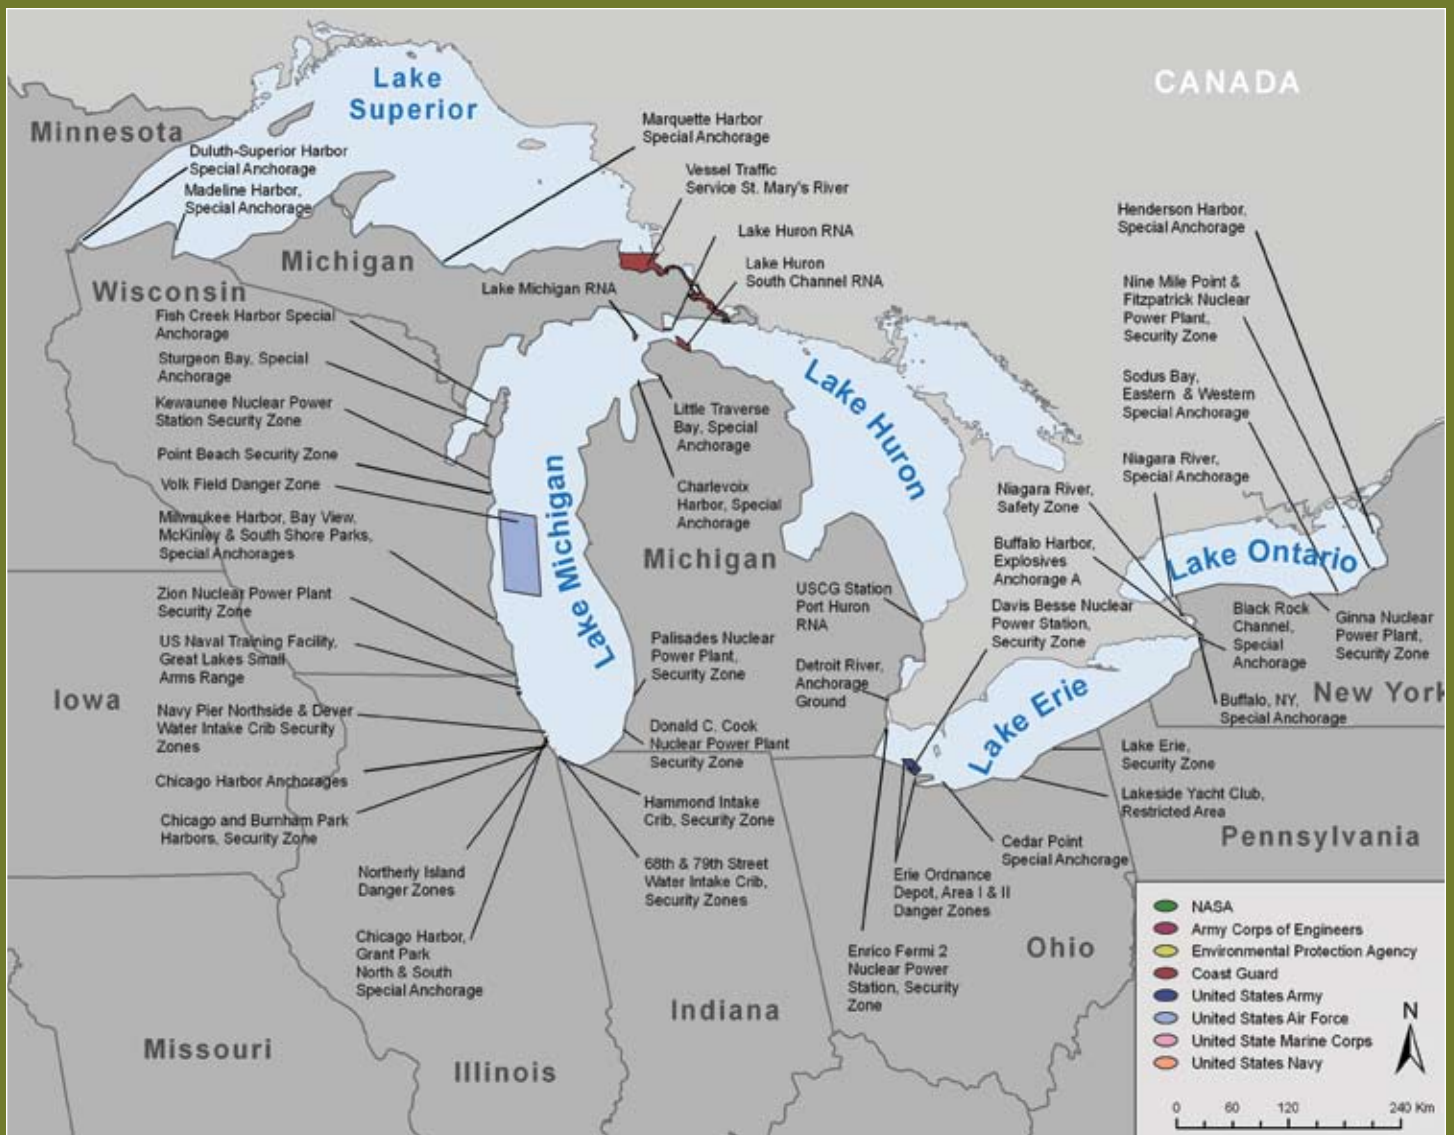 CANADA
Lake
Superior
Minnesota
Duluth-Superior Harbor
Special Anchorage
Madeline Harbor,
Special Anchorage
Marquette Harbor
Special Anchorage
Vessel Traffic
Service St. Mary's River
Lake Huron RNA
Lake Huron
South Channel RNA
Lake Michigan RNA
Michigan
Wisconsin
Fish Creek Harbor Special
Anchorage
Sturgeon Bay, Special
Anchorage
Kewaunee Nuclear Power
Station Security Zone
Point Beach Security Zone
Volk Field Danger Zone
Milwaukee Harbor, Bay View,
McKinley & South Shore Parks,
Special Anchorages
Zion Nuclear Power Plant
Security Zone
US Naval Training Facility,
Great Lakes Small
Arms Range
Navy Pier Northside & Dever
Water Intake Crib Security
Zones
Chicago Harbor Anchorages
Chicago and Burnham Park
Harbors, Security Zone
Northerly Island
Danger Zones
Chicago Harbor,
Grant Park
North & South
Special Anchorage
Lake Michigan
Little Traverse
Bay, Special
Anchorage
Charlevoix
Harbor, Special
Anchorage
Michigan
Lake Huron
Palisades Nuclear
Power Plant,
Security Zone
Donald C. Cook
Nuclear Power Plant
Security Zone
Hammond Intake
Crib, Security Zone
68th & 79th Street
Water Intake Crib,
Security Zones
USCG Station
Port Huron
RNA
Detroit River,
Anchorage
Ground
Henderson Harbor,
Special Anchorage
Nine Mile Point &
Fitzpatrick Nuclear
Power Plant,
Security Zone
Sodus Bay,
Eastern & Western
Special Anchorage
Niagara River,
Special Anchorage
Niagara River,
Safety Zone
Buffalo Harbor,
Explosives
Anchorage A
Davis Besse Nuclear
Power Station,
Security Zone
Lake Ontario
Black Rock
Channel,
Special
Anchorage
Ginna Nuclear
Power Plant,
Security Zone
Buffalo, NY,
Special Anchorage
New York
Lake Erie
Lake Erie,
Security Zone
Lakeside Yacht Club,
Restricted Area
Pennsylvania
Cedar Point
Special Anchorage
Erie Ordnance
Depot, Area I & II
Danger Zones
Enrico Fermi 2
Nuclear Power
Station, Security
Zone
Iowa
Missouri
Illinois
Indiana
Ohio
NASA
Army Corps of Engineers
Environmental Protection Agency
Coast Guard
United States Army
United States Air Force
United State Marine Corps
United States Navy
N
0 60 120 240 Km